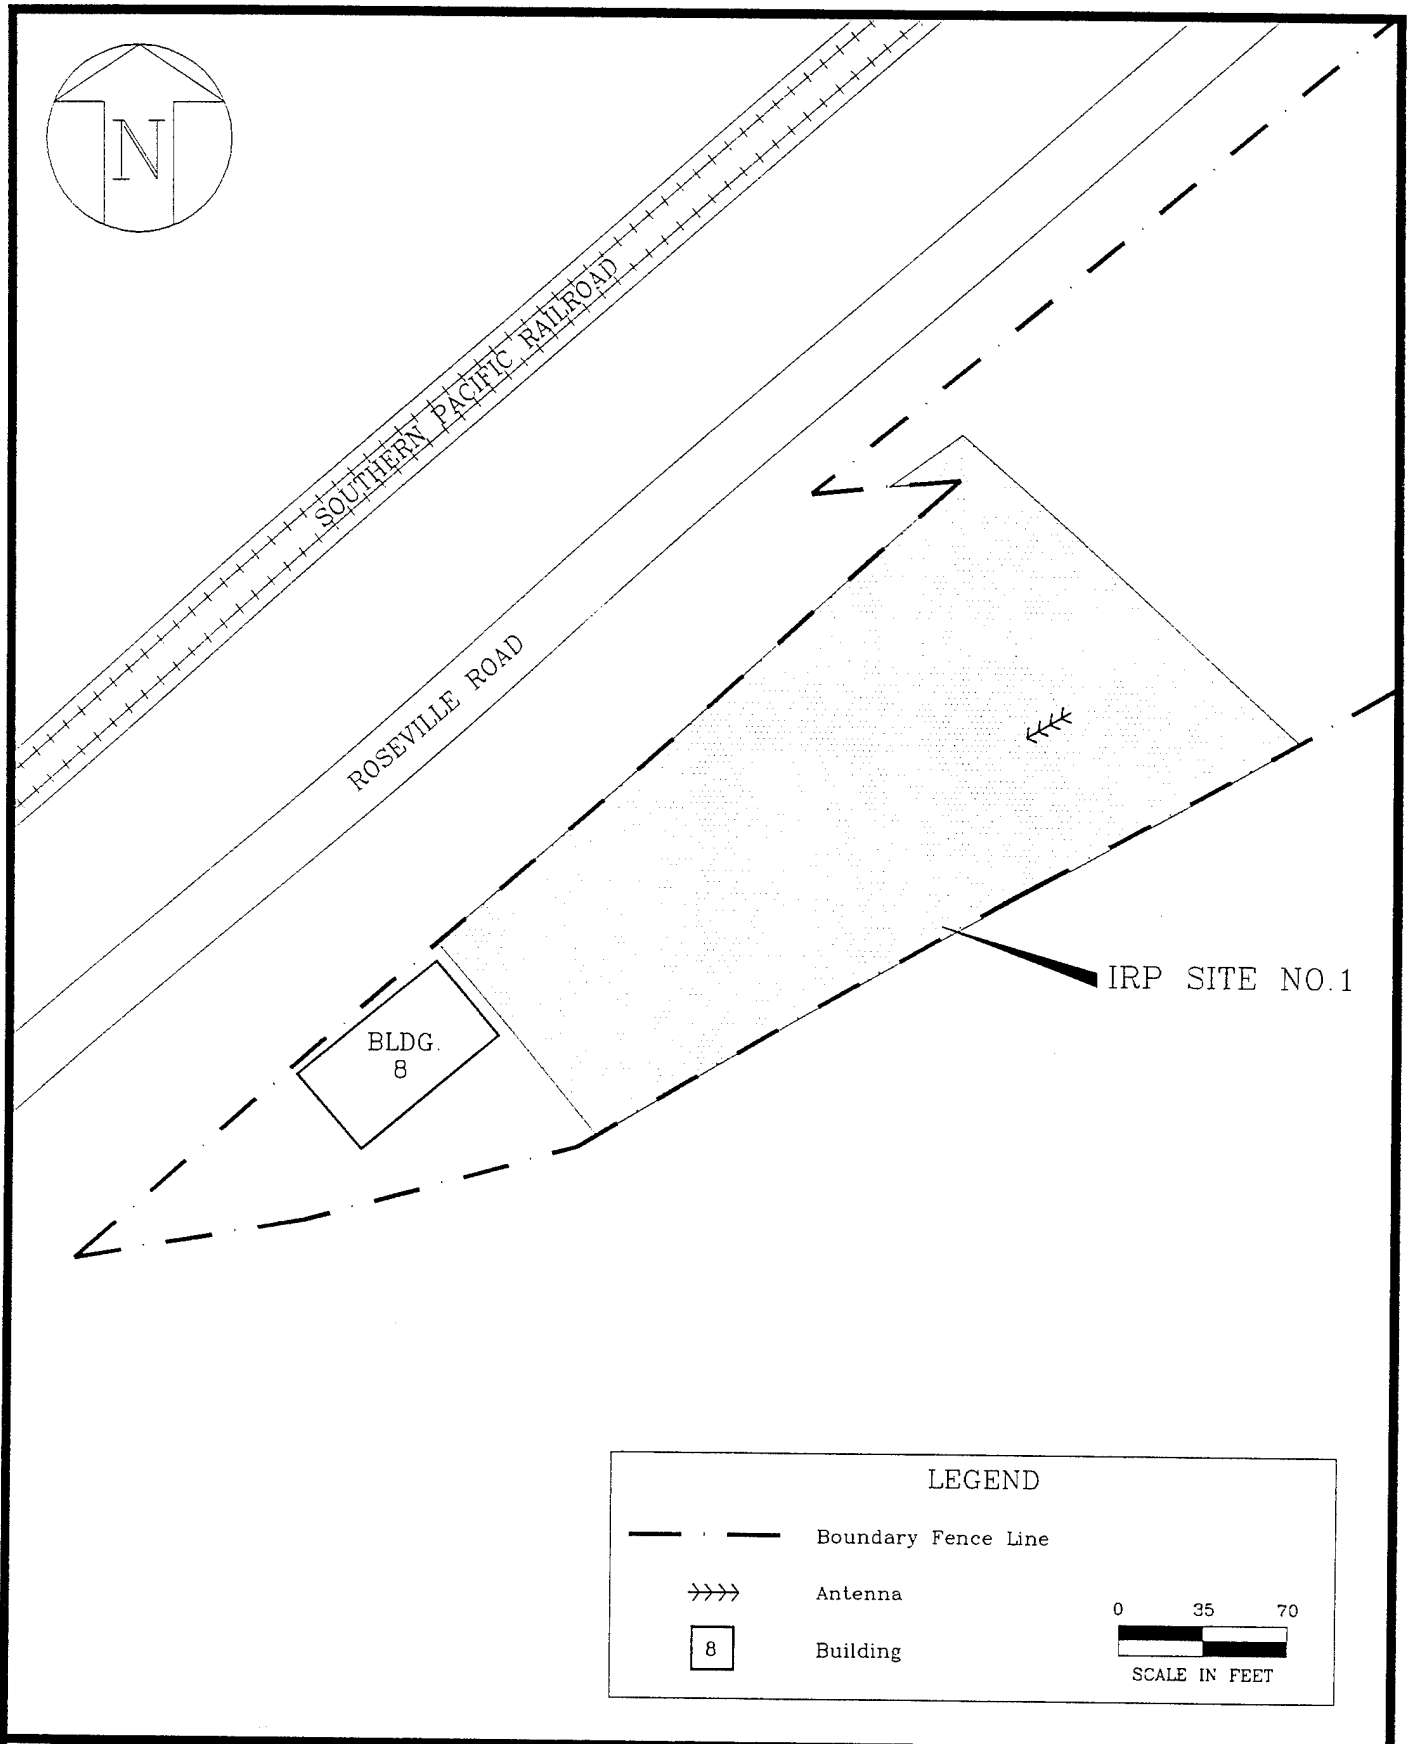 N
SOUTHERN PACIFIC RAILROAD
ROSEVILLE ROAD
IRP SITE NO.1
BLDG.
8
LEGEND
Boundary Fence Line
Antenna
8 Building
0 35 70
SCALE IN FEET